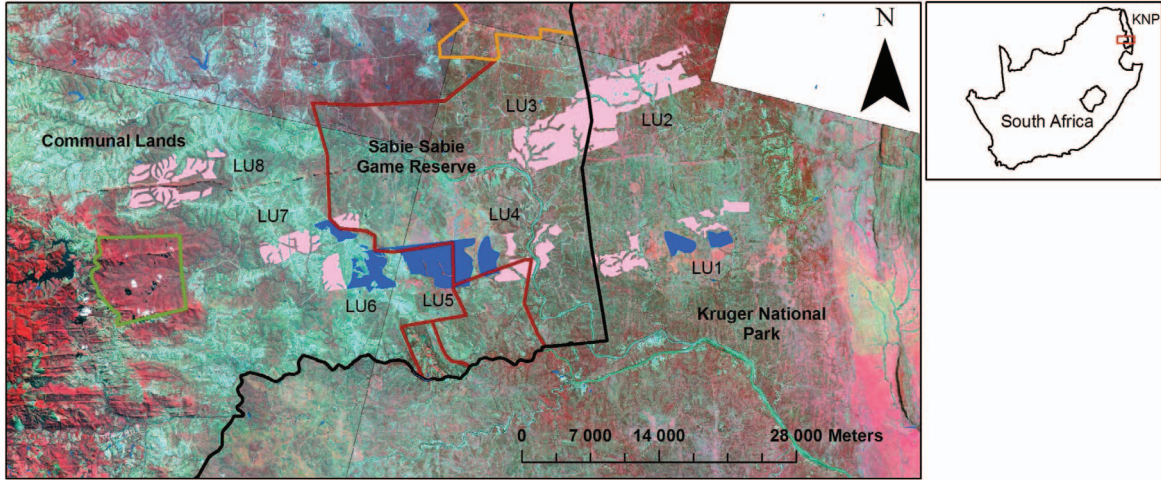 N
KNP
South Africa
LU3
LU2
Communal Lands
LU8
Sabie Sabie
Game Reserve
LU7
LU4
LU6
LU5
LU1
Kruger National
Park
0 7 000 14 000 28 000 Meters